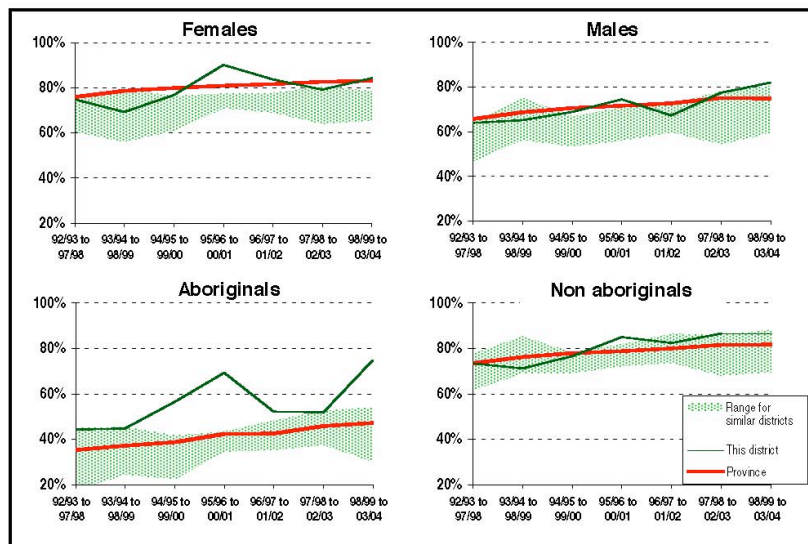 Females
100%
80%
60%
40%
20%
92/93 to 93/94 to 94/95 to 95/96 to 96/97 to 97/98 to 98/99 to
97/98 98/99 99/00 00/01 01/02 02/03 03/04
Males
100%
80%
60%
40%
20%
92/93 to 93/94 to 94/95 to 95/96 to 96/97 to 97/98 to 98/99 to
97/98 98/99 99/00 00/01 01/02 02/03 03/04
Aboriginals
100%
80%
60%
40%
20%
92/93 to 93/94 to 94/95 to 95/96 to 96/97 to 97/98 to 98/99 to
97/98 98/99 99/00 00/01 01/02 02/03 03/04
Non aboriginals
100%
80%
60%
40%
20%
92/93 to 93/94 to 94/95 to 95/96 to 96/97 to 97/98 to 98/99 to
97/98 98/99 99/00 00/01 01/02 02/03 03/04
Range for
similar districts
This district
Province